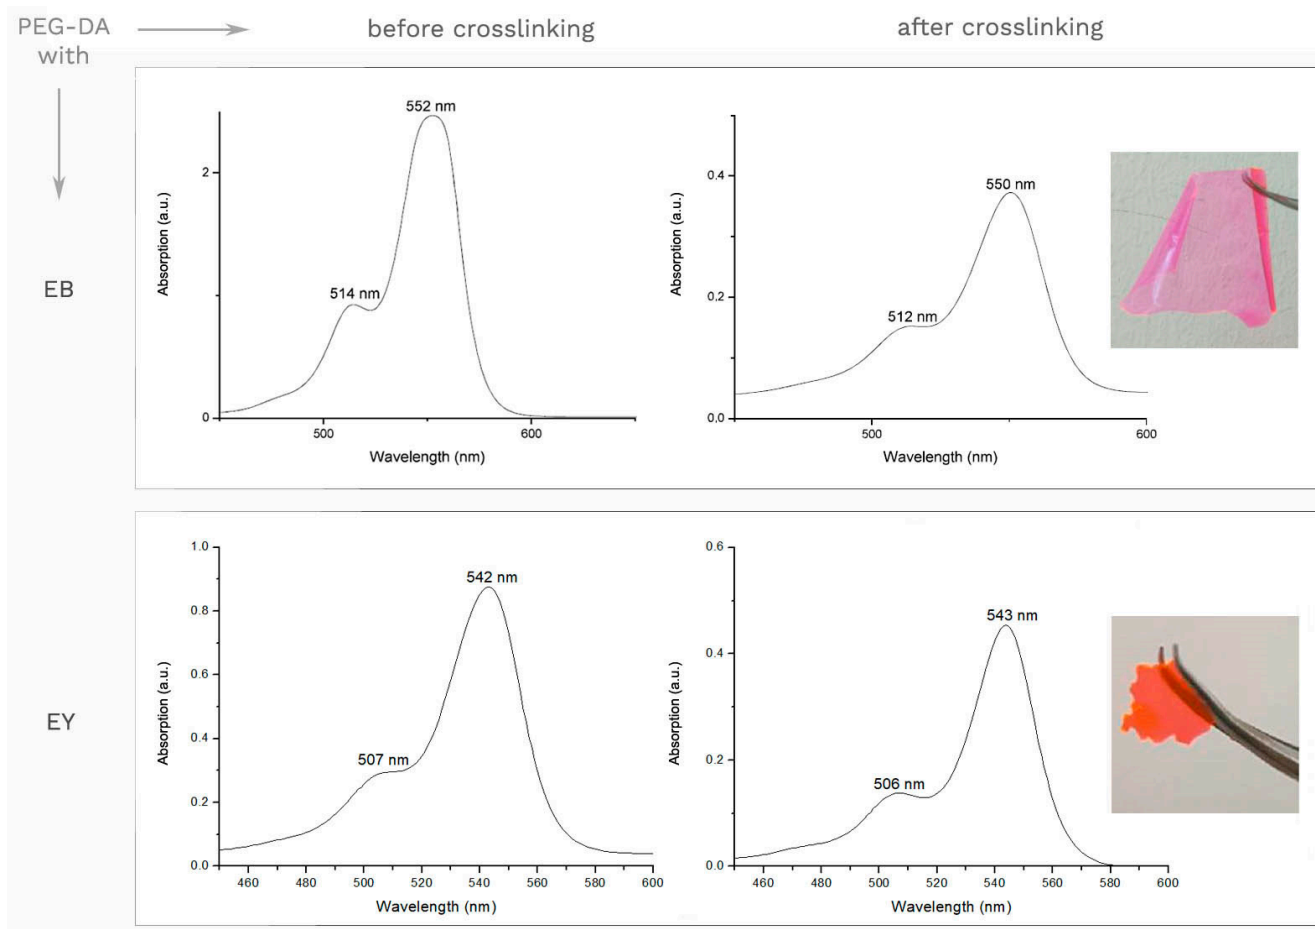 PEG-DA
with
before crosslinking
after crosslinking
EB
552 nm
514 nm
2
0
500
600
Absorption (a.u.)
Wavelength (nm)
550 nm
512 nm
0.4
0.2
0.0
500
600
Absorption (a.u.)
Wavelength (nm)
EY
542 nm
507 nm
1.0
0.8
0.6
0.4
0.2
0.0
460
480
500
520
540
560
580
600
Absorption (a.u.)
Wavelength (nm)
543 nm
506 nm
0.6
0.4
0.2
0.0
460
480
500
520
540
560
580
600
Absorption (a.u.)
Wavelength (nm)